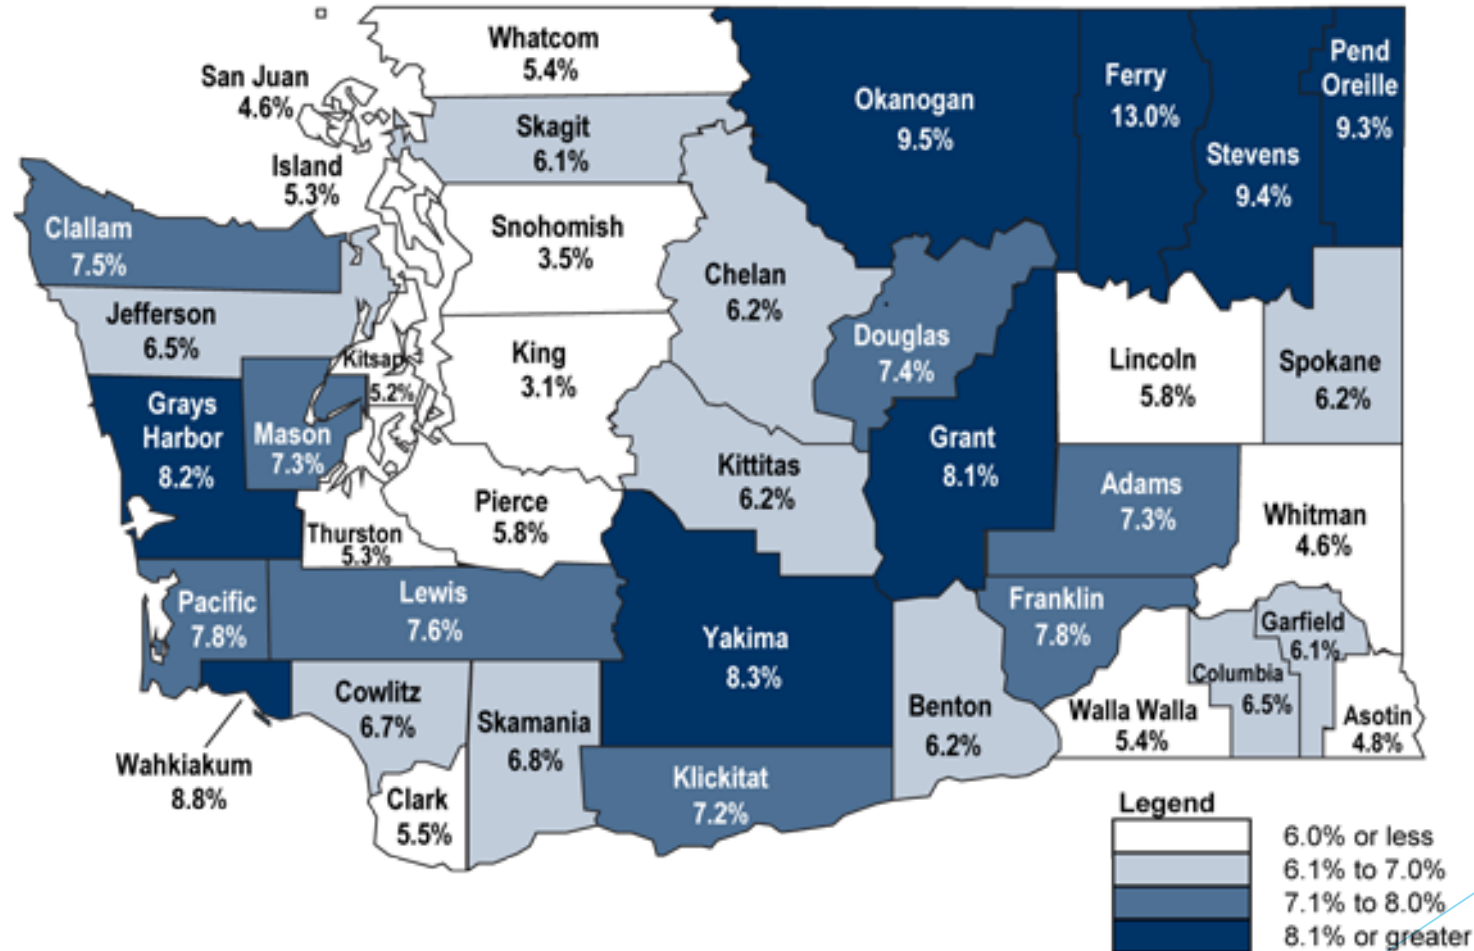 Whatcom
5.4%
San Juan
4.6%
Skagit
6.1%
Island
5.3%
Okanogan
9.5%
Ferry
13.0%
Pend
Oreille
9.3%
Stevens
9.4%
Clallam
7.5%
Snohomish
3.5%
Chelan
6.2%
Jefferson
6.5%
Kitsap
5.2%
King
3.1%
Douglas
7.4%
Lincoln
5.8%
Spokane
6.2%
Grays
Harbor
8.2%
Mason
7.3%
Grant
8.1%
Kittitas
6.2%
Adams
7.3%
Pierce
5.8%
Thurston
5.3%
Whitman
4.6%
Pacific
7.8%
Lewis
7.6%
Yakima
8.3%
Franklin
7.8%
Garfield
6.1%
Columbia
6.5%
Cowlitz
6.7%
Skamania
6.8%
Benton
6.2%
Walla Walla
5.4%
Asotin
4.8%
Wahkiakum
8.8%
Clark
5.5%
Klickitat
7.2%
Legend
6.0% or less
6.1% to 7.0%
7.1% to 8.0%
8.1% or greater